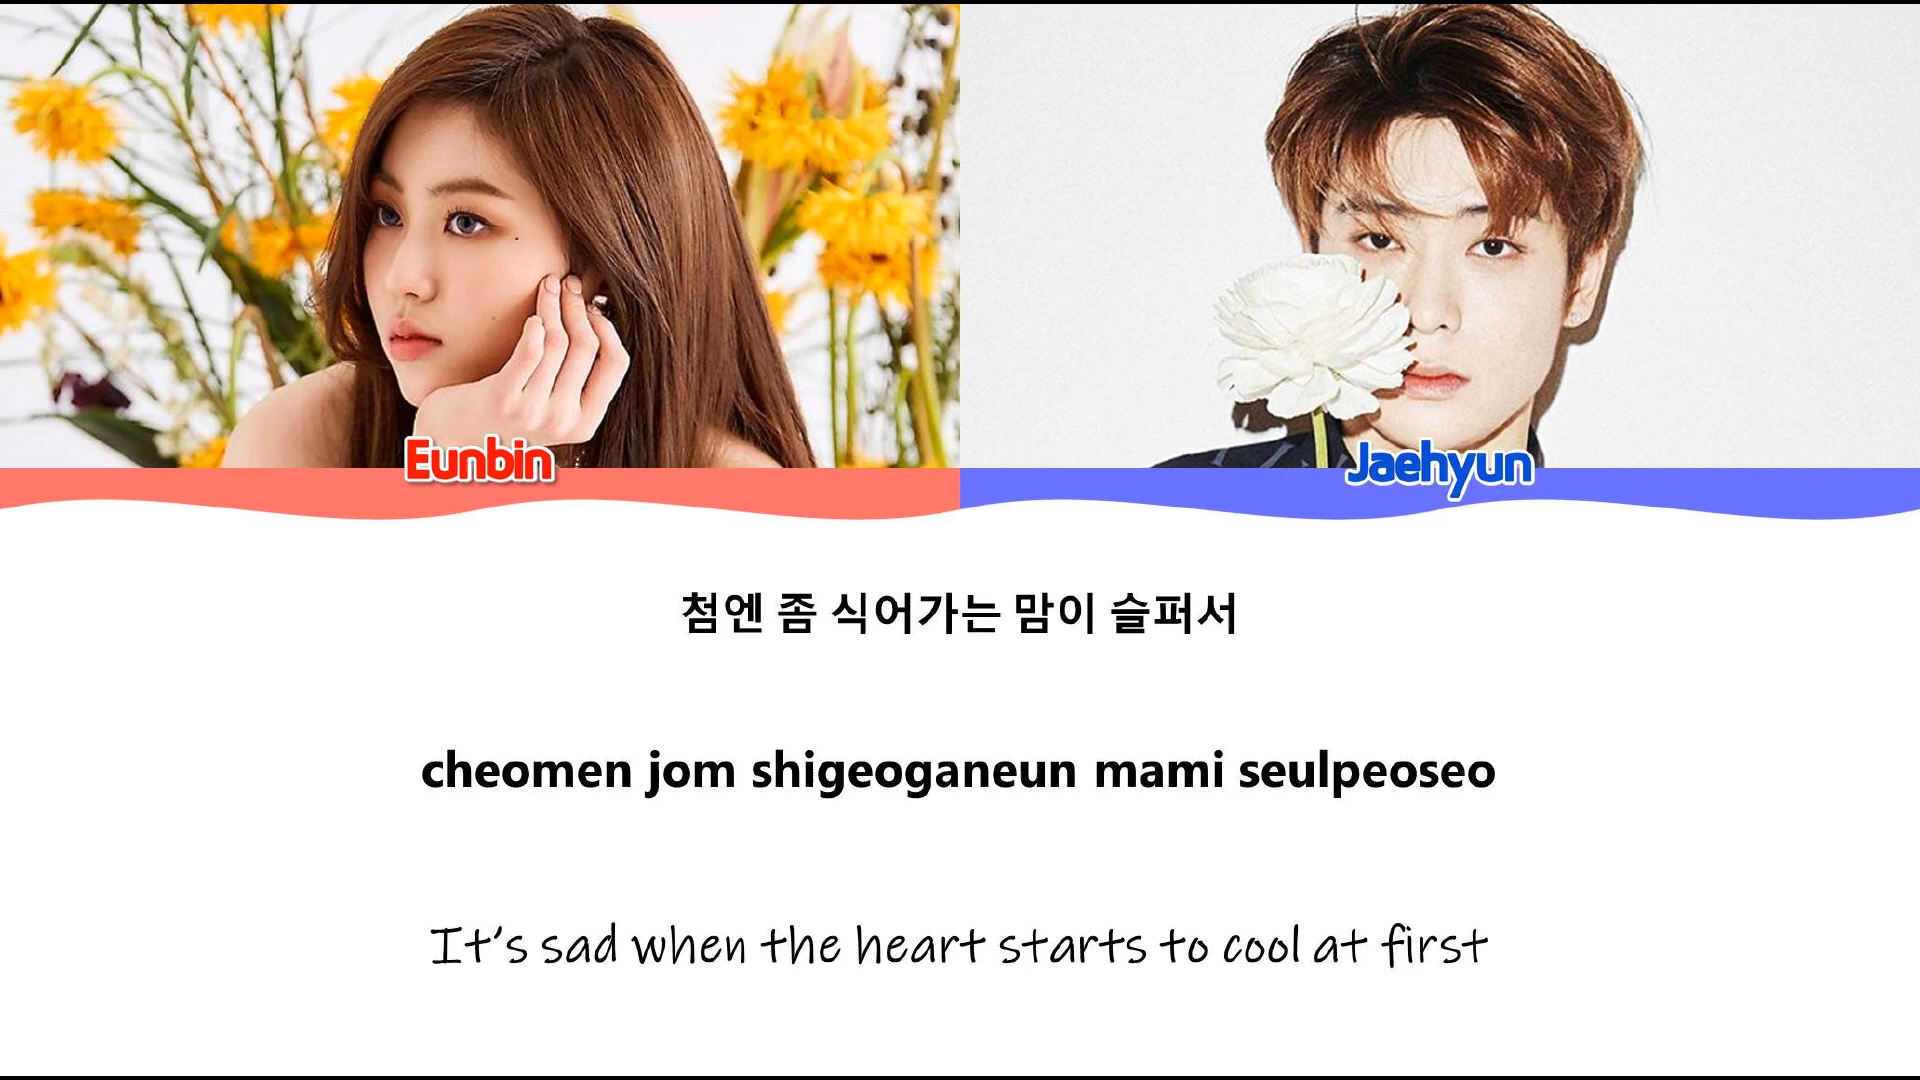 Eunbin
Jaehyun
첨엔 좀 식어가는 맘이 슬퍼서
cheomen jom shigeoganeun mami seulpeoseo
It's sad when the heart starts to cool at first